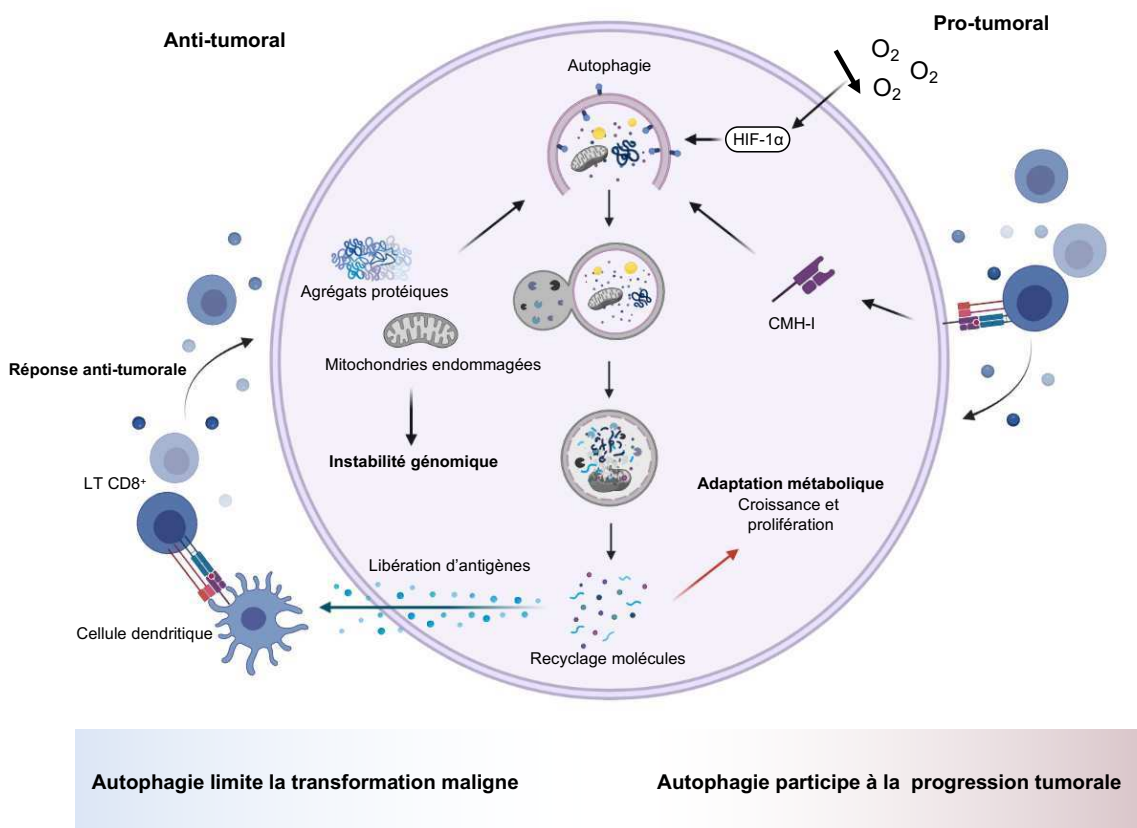 Anti-tumoral
Pro-tumoral
O₂
O₂
O₂
Autophagie
HIF-1α
Agrégats protéiques
CMH-I
Mitochondries endommagées
Réponse anti-tumorale
Instabilité génomique
LT CD8⁺
Adaptation métabolique
Croissance et
prolifération
Libération d’antigènes
Cellule dendritique
Recyclage molécules
Autophagie limite la transformation maligne
Autophagie participe à la progression tumorale